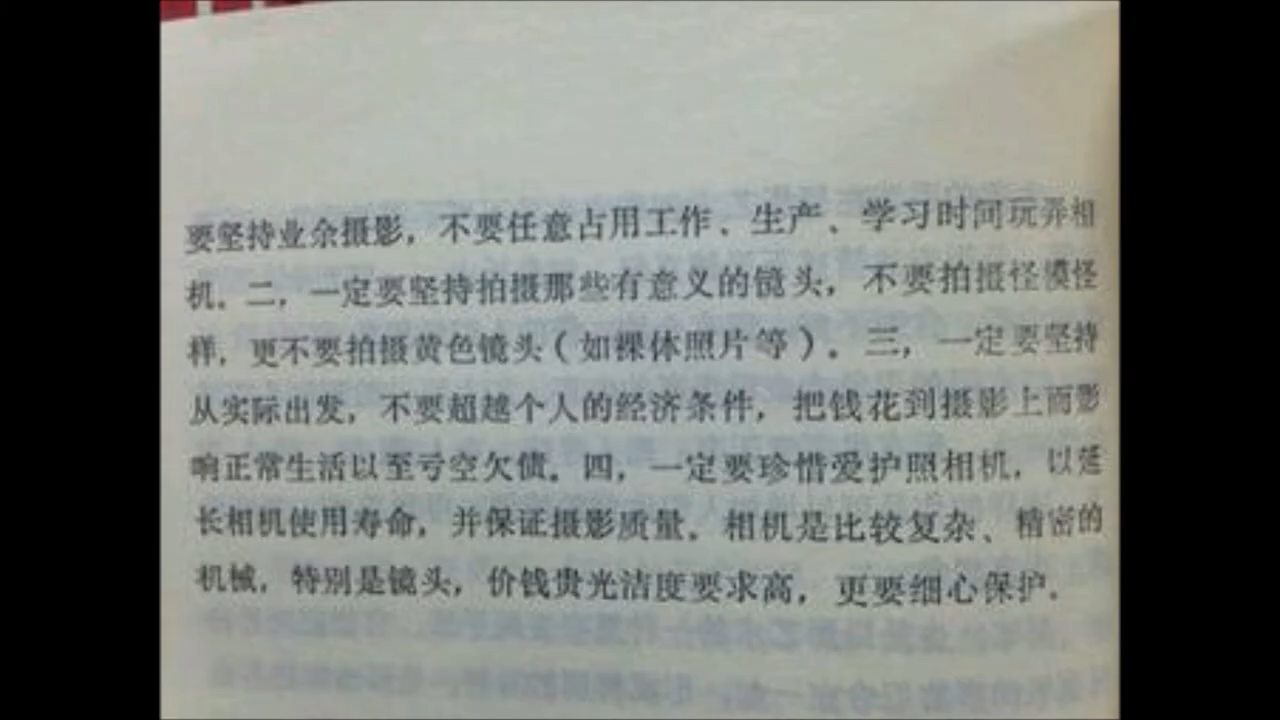 要坚持业余摄影，不要任意占用工作、生产、学习时间玩弄相
机。二，一定要坚持拍摄那些有意义的镜头，不要拍摄怪模怪
样，更不要拍摄黄色镜头（如裸体照片等）。三，一定要坚持
从实际出发，不要超越个人的经济条件，把钱花到摄影上而影
响正常生活以至亏空欠债。四，一定要珍惜爱护照相机，以延
长相机使用寿命，并保证摄影质量。相机是比较复杂、精密的
机械，特别是镜头，价钱贵光洁度要求高，更要细心保护．